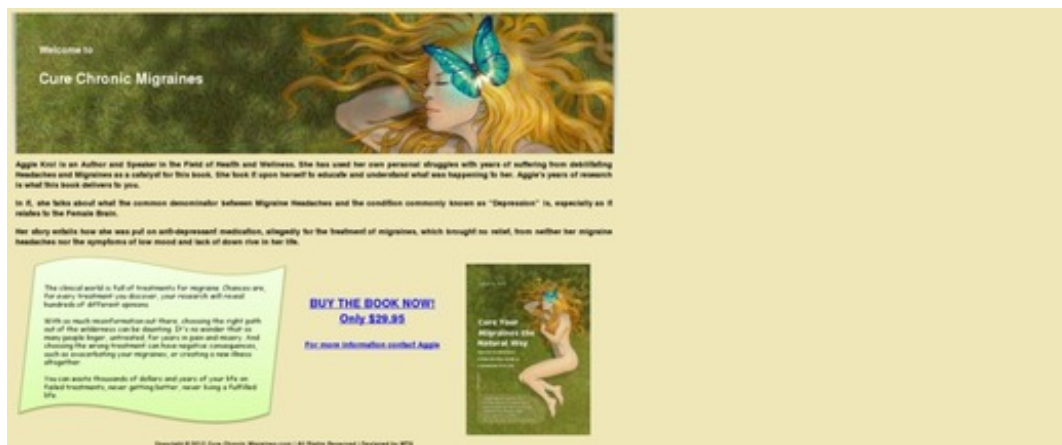 Welcome to
Cure Chronic Migraines
Aggie Krol is an Author and Speaker in the Field of Health and Wellness. She has used her own personal struggles with years of suffering from debilitating
Headaches and Migraines as a catalyst for this book. She took it upon herself to educate and understand what was happening to her. Aggie's years of research
is what this book delivers to you.
In it, she talks about what the common denominator between Migraine Headaches and the condition commonly known as "Depression" is, especially as it
relates to the Female Brain.
Her story entails how she was put on anti-depressant medication, allegedly for the treatment of migraines, which brought no relief, from neither her migraine
headaches nor the symptoms of low mood and lack of down rive in her life.
The clinical world is full of treatments for migraine. Chances are,
for every treatment you discover, your research will reveal
hundreds of different opinions.
With so much misinformation out there, choosing the right path
out of the wilderness can be daunting. It's no wonder that so
many people linger, untreated, for years in pain and misery. And
choosing the wrong treatment can have negative consequences,
such as exacerbating your migraines, or creating a new illness
altogether.
You can waste thousands of dollars and years of your life on
failed treatments, never getting better, never living a fulfilled
life.
BUY THE BOOK NOW!
Only $29.95
For more information contact Aggie
Cure Your
Migraines the
Natural Way
Cure Chronic Migraines.com | All Rights Reserved | Designed by